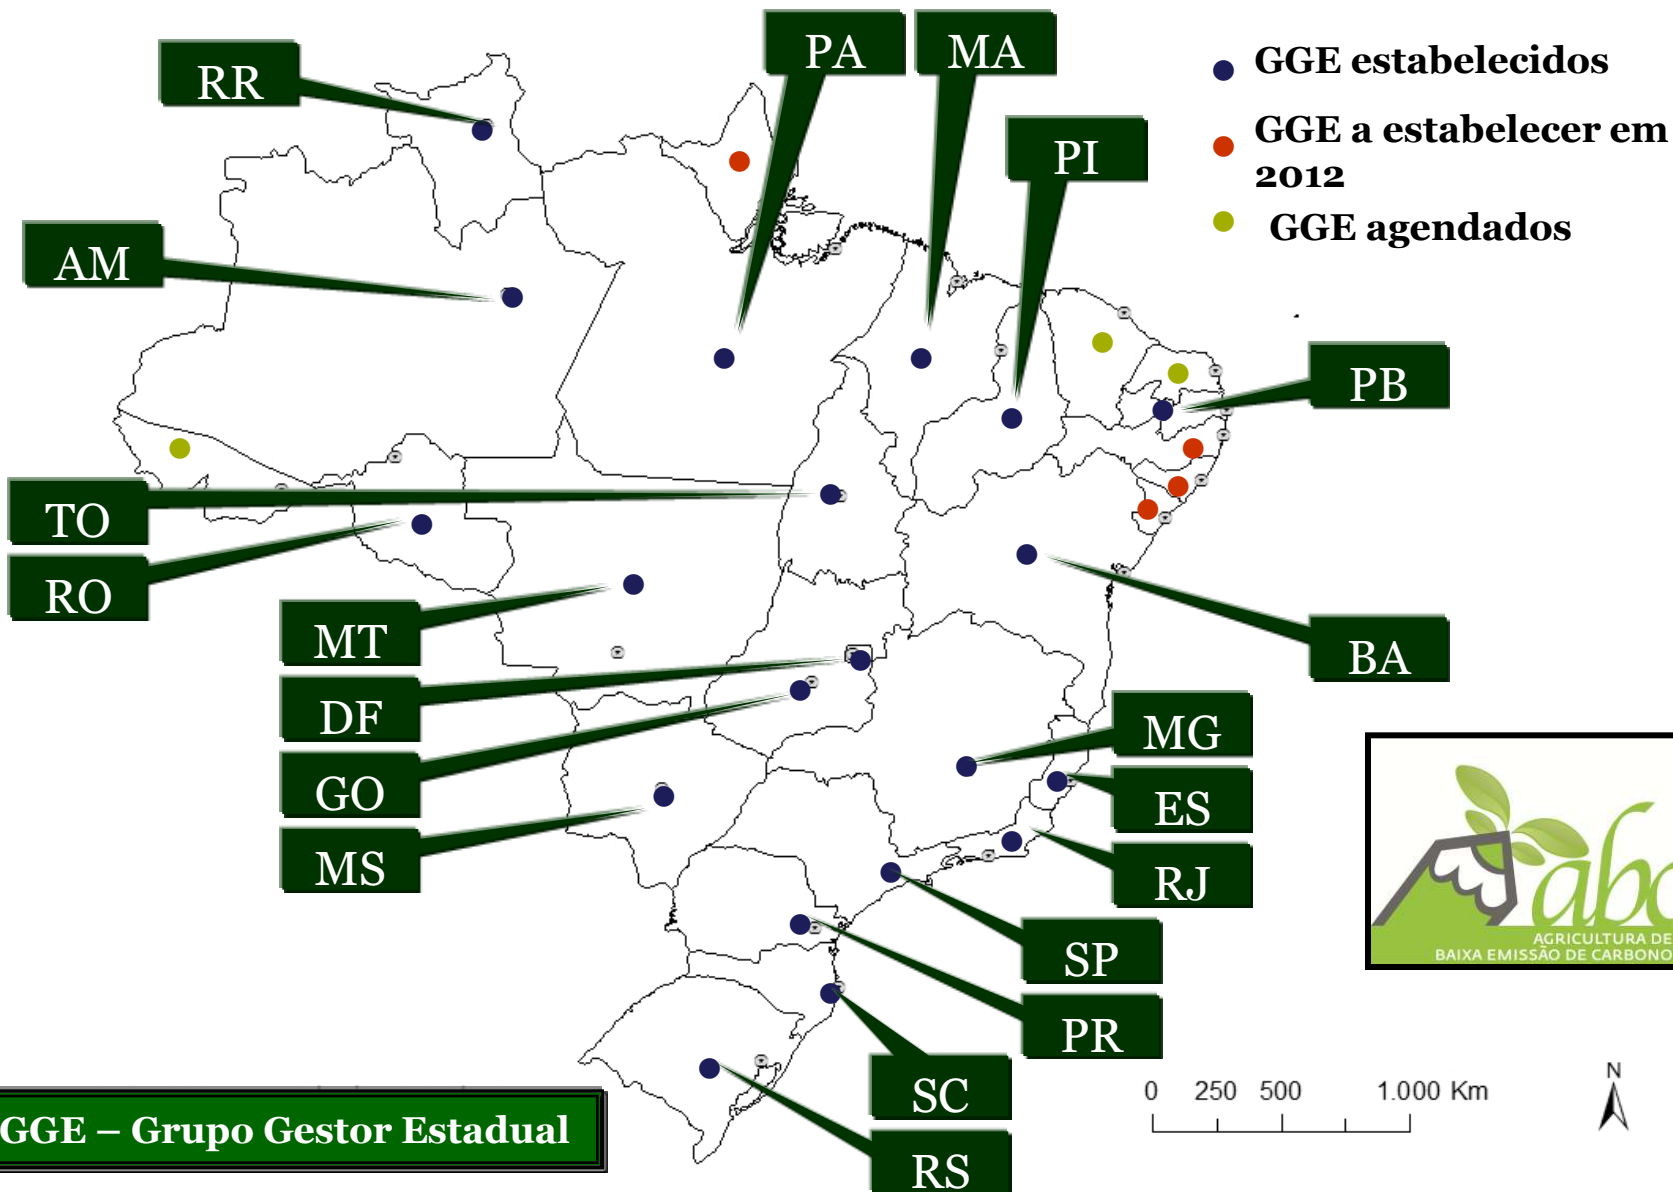 PA
MA
RR
GGE estabelecidos
GGE a estabelecer em
2012
GGE agendados
PI
AM
PB
TO
RO
MT
BA
DF
MG
GO
ES
MS
RJ
SP
PR
SC
RS
AGRICULTURA DE
BAIXA EMISSÃO DE CARBONO
0 250 500 1.000 Km
N
GGE – Grupo Gestor Estadual